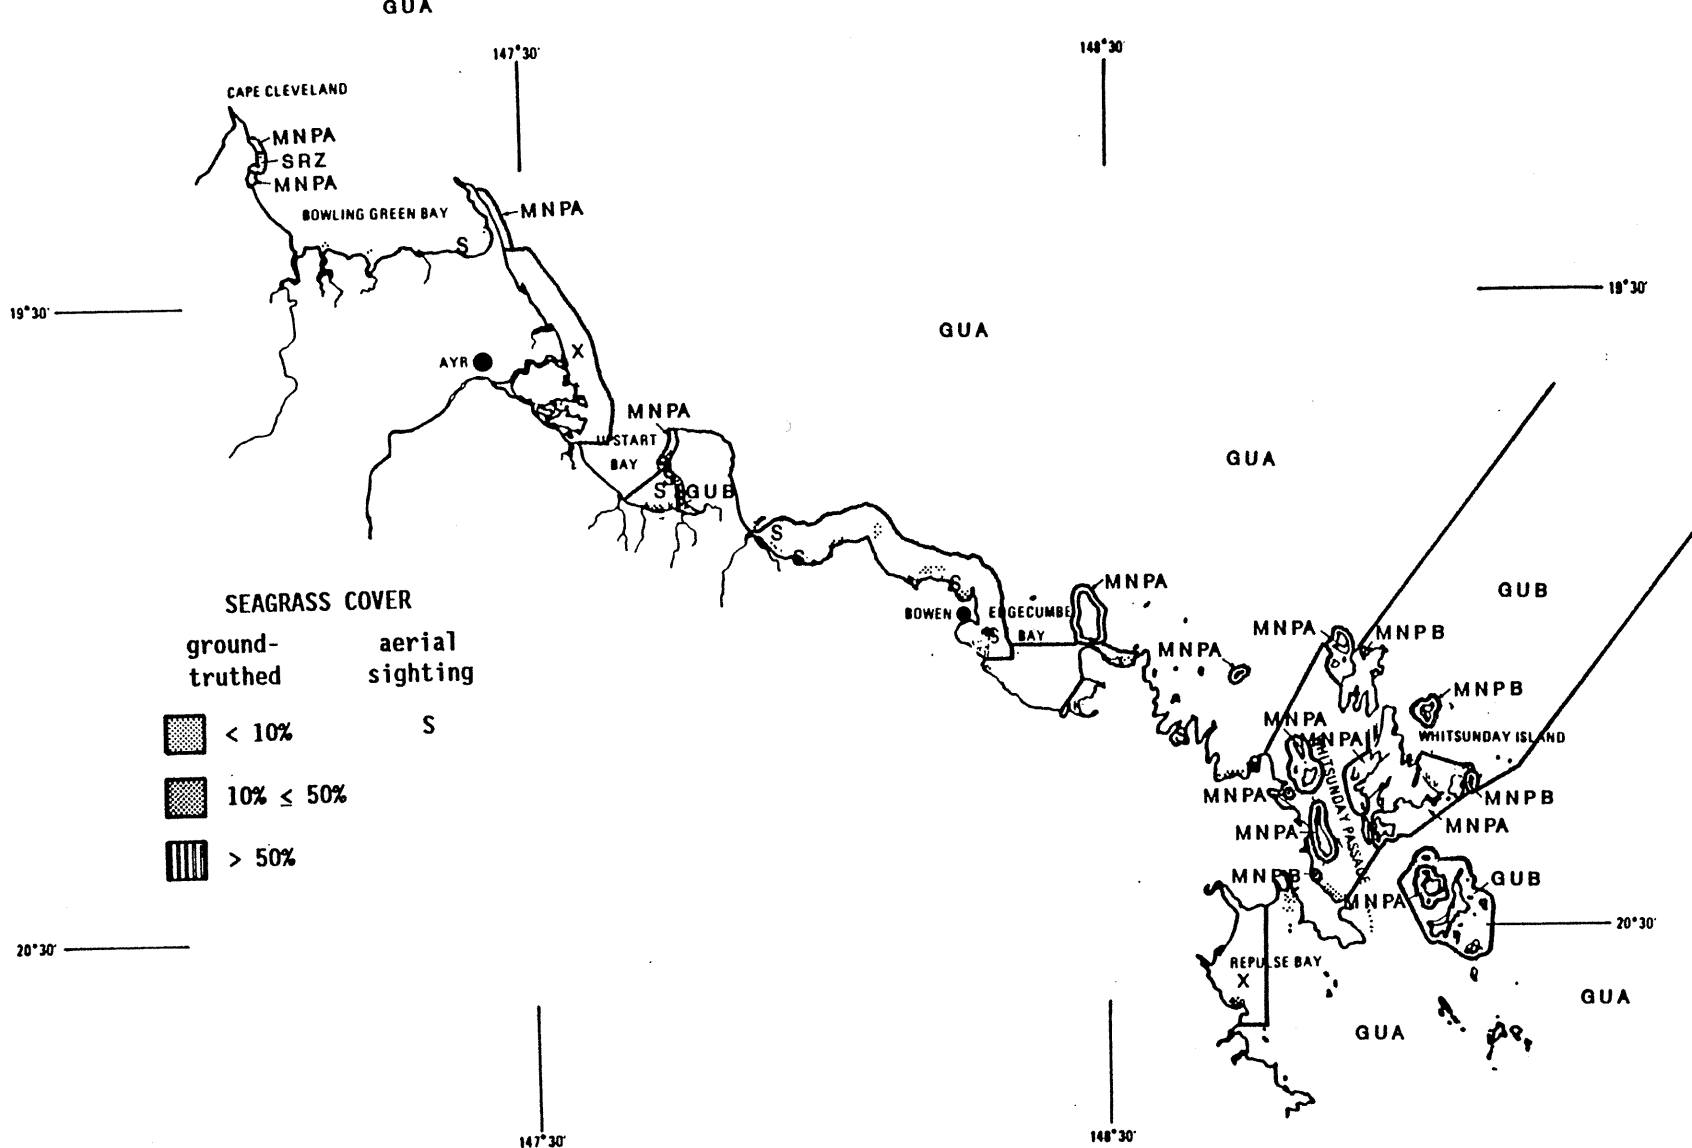 GUA
147°30'
148°30'
CAPE CLEVELAND
MNPA
SRZ
MNPA
BOWLING GREEN BAY
MNPA
S
19°30'
19°30'
GUA
X
AYR
MNPA
UPSTART
BAY
GUA
S
S
GUB
S
S
SEAGRASS COVER
ground-
truthed
aerial
sighting
S
< 10%
10% ≤ 50%
> 50%
S
MNPA
BOWEN
EDGECUMBE
BAY
S
GUB
MNPA
MNPB
MNPA
MNPB
MNPA
MNPA
WHITSUNDAY ISLAND
WHITSUNDAY PASSAGE
MNPA
MNPB
MNPA
MNPA
MNPB
GUB
MNPA
20°30'
20°30'
REPULSE BAY
X
GUA
GUA
147°30'
148°30'